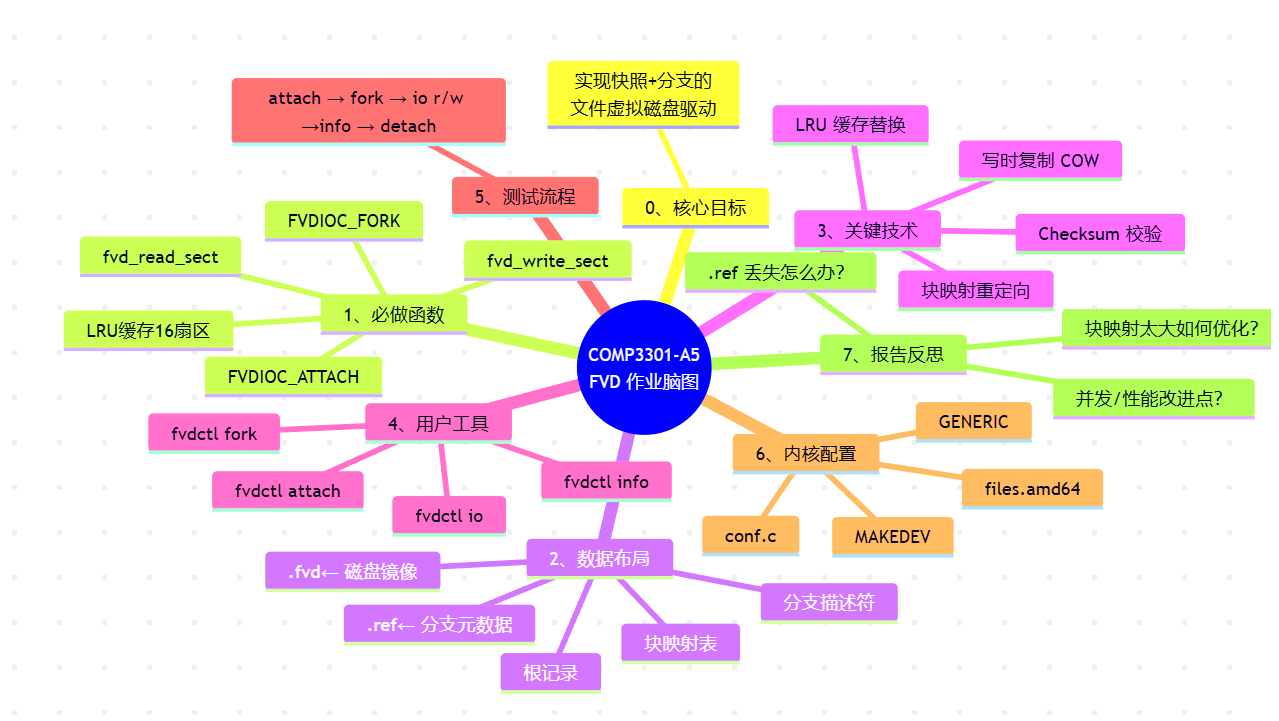 COMP3301-A5
FVD 作业脑图
0、核心目标
实现快照+分支的
文件虚拟磁盘驱动
1、必做函数
fvd_read_sect
FVDIOC_FORK
fvd_write_sect
LRU缓存16扇区
FVDIOC_ATTACH
2、数据布局
.fvd← 磁盘镜像
.ref← 分支元数据
根记录
块映射表
分支描述符
3、关键技术
LRU 缓存替换
写时复制 COW
Checksum 校验
块映射重定向
4、用户工具
fvdctl fork
fvdctl attach
fvdctl io
fvdctl info
5、测试流程
attach → fork → io r/w
→info → detach
6、内核配置
GENERIC
files.amd64
MAKEDEV
conf.c
7、报告反思
.ref 丢失怎么办？
块映射太大如何优化？
并发/性能改进点？